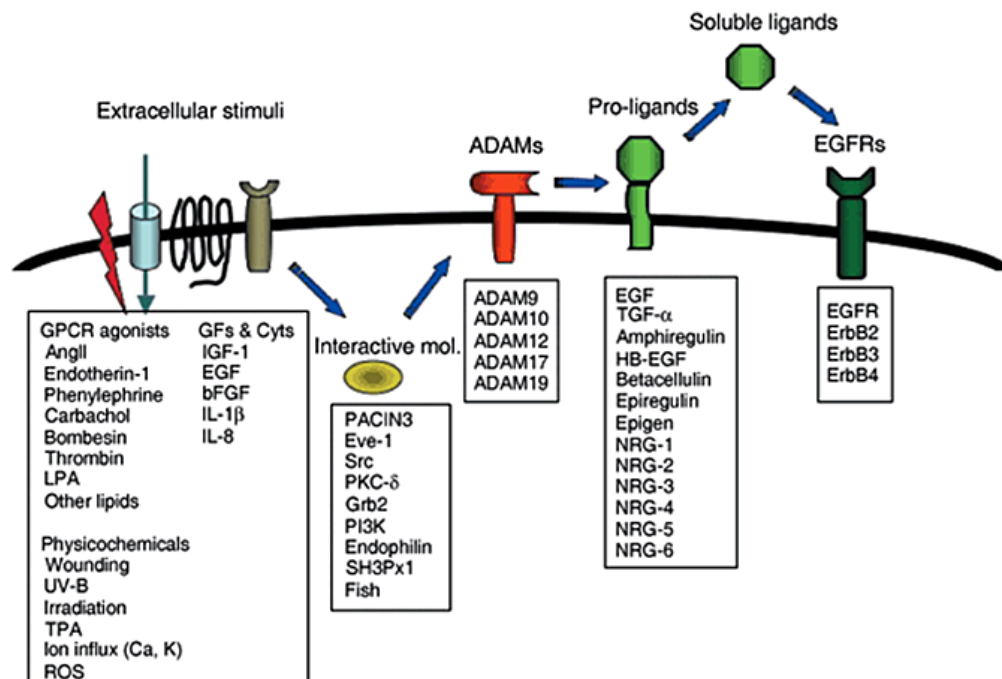 Soluble ligands
Extracellular stimuli
Pro-ligands
ADAMs
EGFRs
GPCR agonists
AngII
Endotherin-1
Phenylephrine
Carbachol
Bombesin
Thrombin
LPA
Other lipids
Physicochemicals
Wounding
UV-B
Irradiation
TPA
Ion influx (Ca, K)
ROS
GFs & Cyts
IGF-1
EGF
bFGF
IL-1β
IL-8
Interactive mol.
PACIN3
Eve-1
Src
PKC-δ
Grb2
PI3K
Endophilin
SH3Px1
Fish
ADAM9
ADAM10
ADAM12
ADAM17
ADAM19
EGF
TGF-α
Amphiregulin
HB-EGF
Betacellulin
Epiregulin
Epigen
NRG-1
NRG-2
NRG-3
NRG-4
NRG-5
NRG-6
EGFR
ErbB2
ErbB3
ErbB4